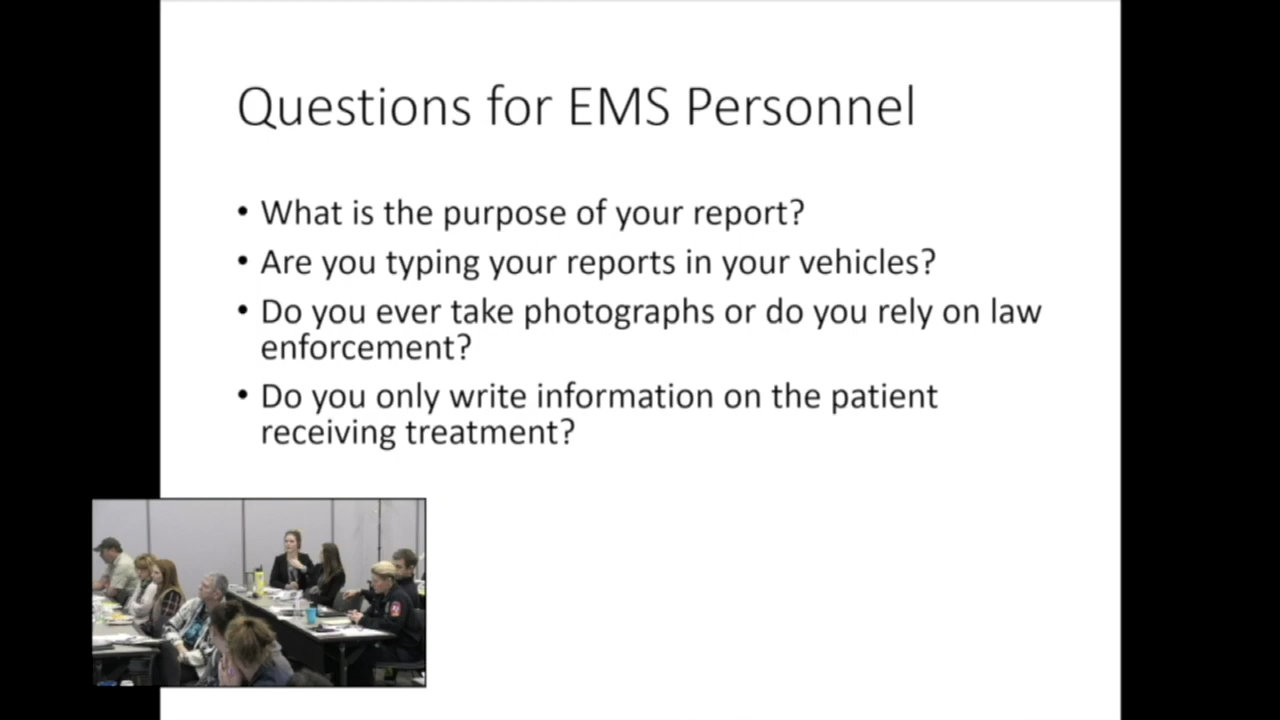 Questions for EMS Personnel
• What is the purpose of your report?
• Are you typing your reports in your vehicles?
• Do you ever take photographs or do you rely on law
enforcement?
• Do you only write information on the patient
receiving treatment?